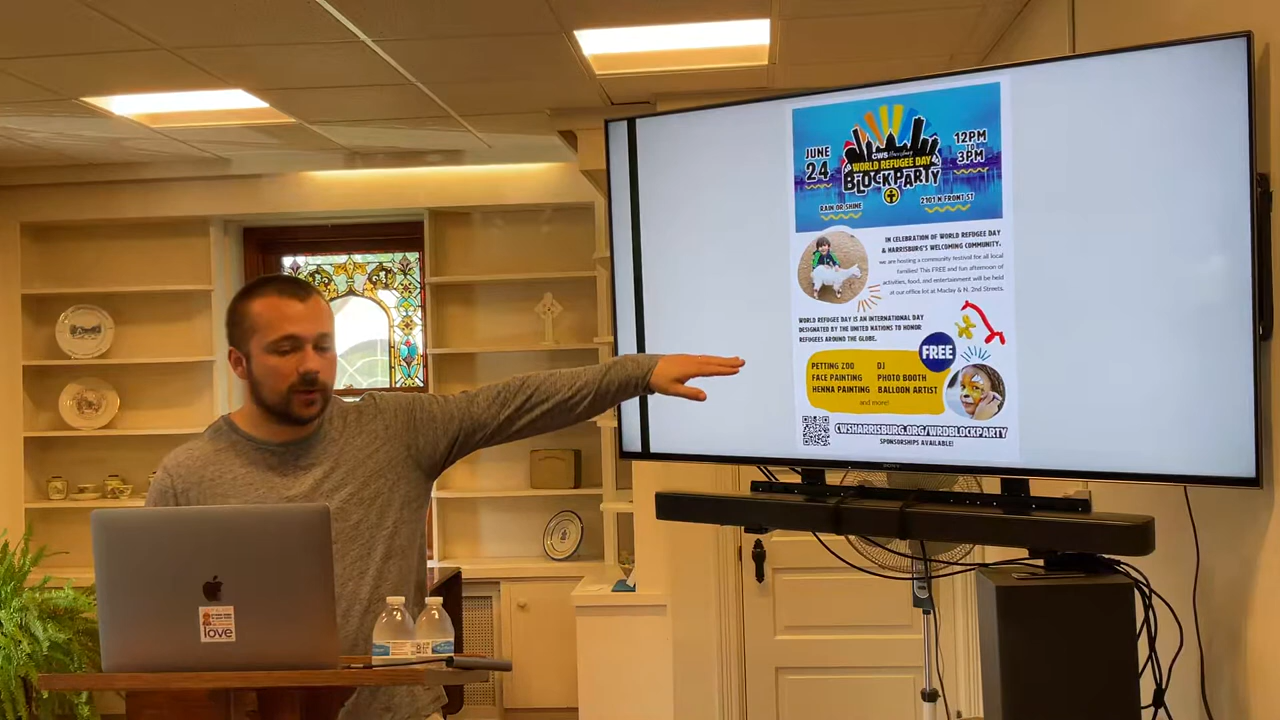 JUNE
24
CWS Harrisburg
WORLD REFUGEE DAY
BLOCK PARTY
12PM
TO
3PM
RAIN OR SHINE
2101 N FRONT ST
IN CELEBRATION OF WORLD REFUGEE DAY
& HARRISBURG'S WELCOMING COMMUNITY,
we are hosting a community festival for all local
families! This FREE and fun afternoon of
activities, food, and entertainment will be held
at our office lot at Maclay & N. 2nd Streets.
WORLD REFUGEE DAY IS AN INTERNATIONAL DAY
DESIGNATED BY THE UNITED NATIONS TO HONOR
REFUGEES AROUND THE GLOBE.
FREE
PETTING ZOO
FACE PAINTING
HENNA PAINTING
DJ
PHOTO BOOTH
BALLOON ARTIST
and more!
CWSHARRISBURG.ORG/WRDBLOCKPARTY
SPONSORSHIPS AVAILABLE!
SONY
love